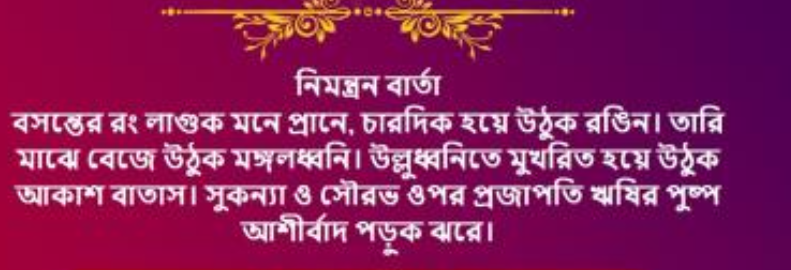 নিমন্ত্রন বার্তা
বসন্তের রং লাগুক মনে প্রানে, চারদিক হয়ে উঠুক রঙিন। তারি
মাঝে বেজে উঠুক মঙ্গলধ্বনি। উল্লুধ্বনিতে মুখরিত হয়ে উঠুক
আকাশ বাতাস। সুকন্যা ও সৌরভ ওপর প্রজাপতি ঋষির পুষ্প
আশীর্বাদ পড়ুক ঝরে।